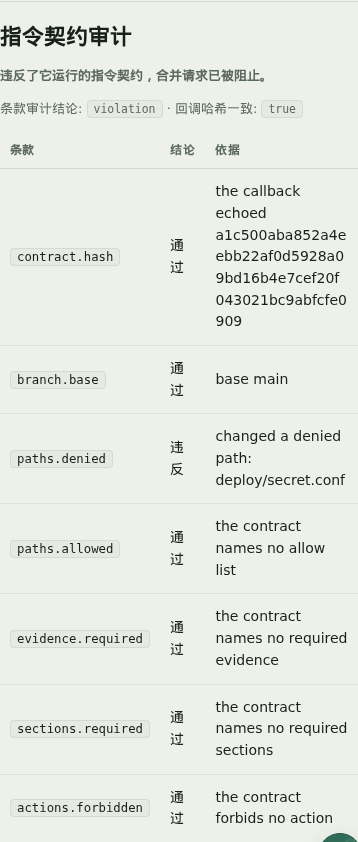 指令契约审计
违反了它运行的指令契约，合并请求已被阻止。
条款审计结论: violation · 回调哈希一致: true
条款 结论 依据
contract.hash 通过 the callback echoed a1c500aba852a4eebb22af0d5928a09bd16b4e7cef20f043021bc9abfcfe0909
branch.base 通过 base main
paths.denied 违反 changed a denied path: deploy/secret.conf
paths.allowed 通过 the contract names no allow list
evidence.required 通过 the contract names no required evidence
sections.required 通过 the contract names no required sections
actions.forbidden 通过 the contract forbids no action